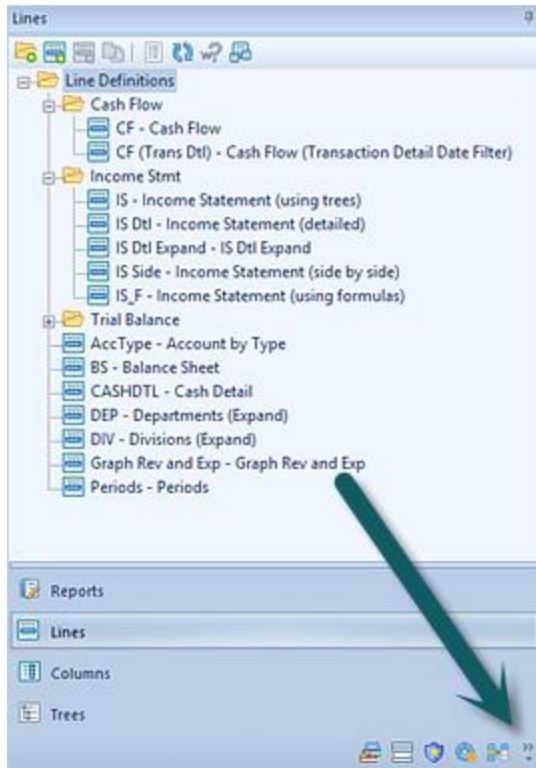 Lines
Line Definitions
Cash Flow
CF - Cash Flow
CF (Trans Dtl) - Cash Flow (Transaction Detail Date Filter)
Income Stmt
IS - Income Statement (using trees)
IS Dtl - Income Statement (detailed)
IS Dtl Expand - IS Dtl Expand
IS Side - Income Statement (side by side)
IS_F - Income Statement (using formulas)
Trial Balance
AccType - Account by Type
BS - Balance Sheet
CASHDTL - Cash Detail
DEP - Departments (Expand)
DIV - Divisions (Expand)
Graph Rev and Exp - Graph Rev and Exp
Periods - Periods
Reports
Lines
Columns
Trees